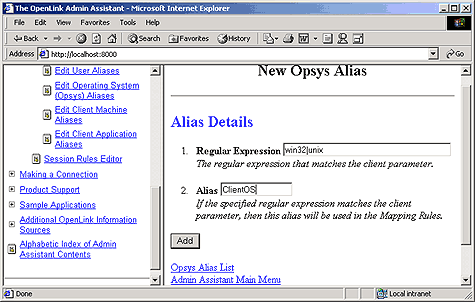 The OpenLink Admin Assistant - Microsoft Internet Explorer
File Edit View Favorites Tools Help
Back Search Favorites History
Address http://localhost:8000 Go
Edit User Aliases
Edit Operating System
(Opsys) Aliases
Edit Client Machine
Aliases
Edit Client Application
Aliases
Session Rules Editor
Making a Connection
Product Support
Sample Applications
Additional OpenLink Information
Sources
Alphabetic Index of Admin
Assistant Contents
New Opsys Alias
Alias Details
1. Regular Expression win32|unix
The regular expression that matches the client parameter.
2. Alias ClientOS
If the specified regular expression matches the client
parameter, then this alias will be used in the Mapping Rules.
Add
Opsys Alias List
Admin Assistant Main Menu
Done Local intranet